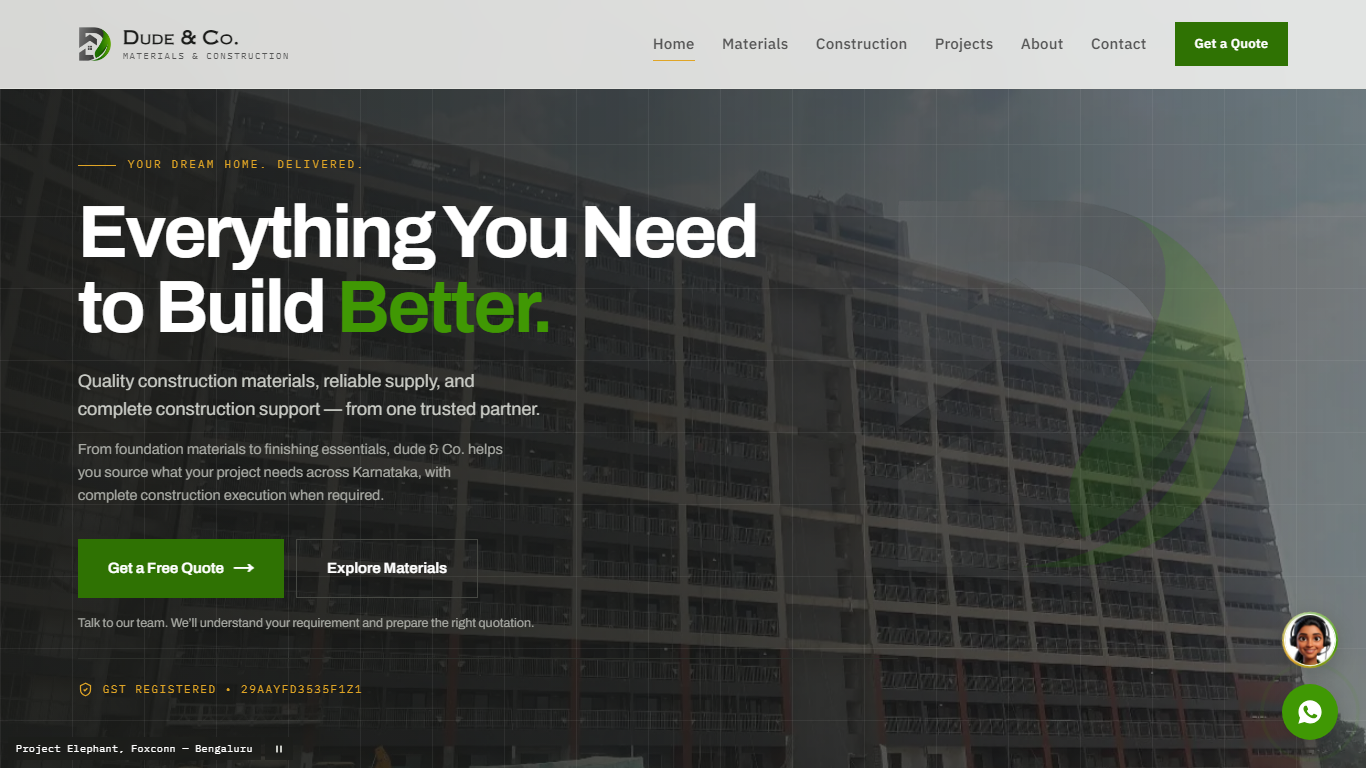 Dude & Co.
MATERIALS & CONSTRUCTION
Home
Materials
Construction
Projects
About
Contact
Get a Quote
YOUR DREAM HOME. DELIVERED.
Everything You Need
to Build Better.
Quality construction materials, reliable supply, and
complete construction support — from one trusted partner.
From foundation materials to finishing essentials, dude & Co. helps
you source what your project needs across Karnataka, with
complete construction execution when required.
Get a Free Quote →
Explore Materials
Talk to our team. We'll understand your requirement and prepare the right quotation.
GST REGISTERED • 29AAYFD3535F1Z1
Project Elephant, Foxconn — Bengaluru